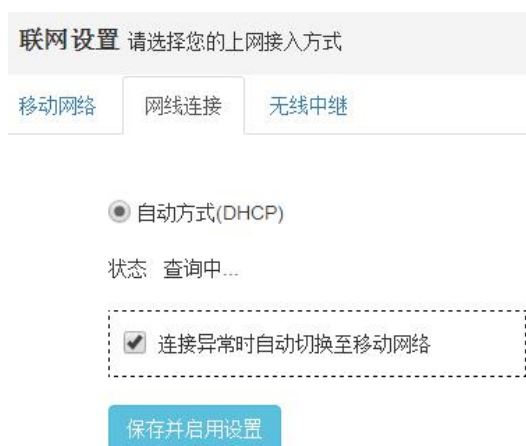 联网设置 请选择您的上网接入方式
移动网络 网线连接 无线中继
自动方式(DHCP)
状态 查询中...
连接异常时自动切换至移动网络
保存并启用设置